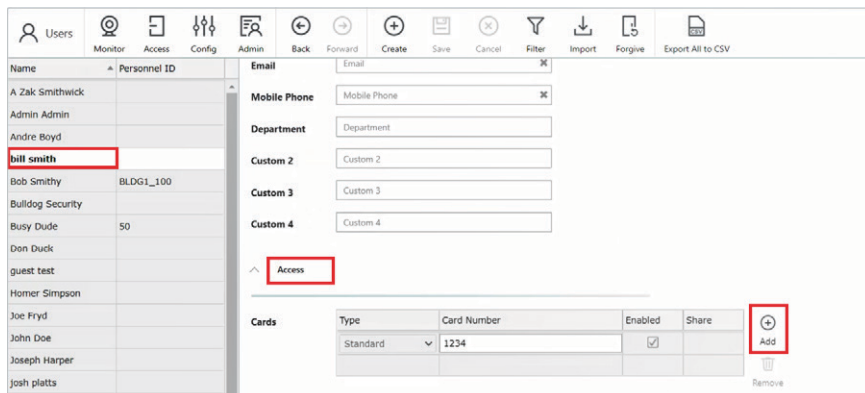 Users
Monitor Access Config Admin Back Forward Create Save Cancel Filter Import Forgive Export All to CSV
Name Personnel ID
A Zak Smithwick
Admin Admin
Andre Boyd
bill smith
Bob Smithy BLDG1_100
Bulldog Security
Busy Dude 50
Don Duck
guest test
Homer Simpson
Joe Fryd
John Doe
Joseph Harper
josh platts
Email Email
Mobile Phone Mobile Phone
Department Department
Custom 2 Custom 2
Custom 3 Custom 3
Custom 4 Custom 4
Access
Cards
Type Card Number Enabled Share
Standard 1234
Add
Remove